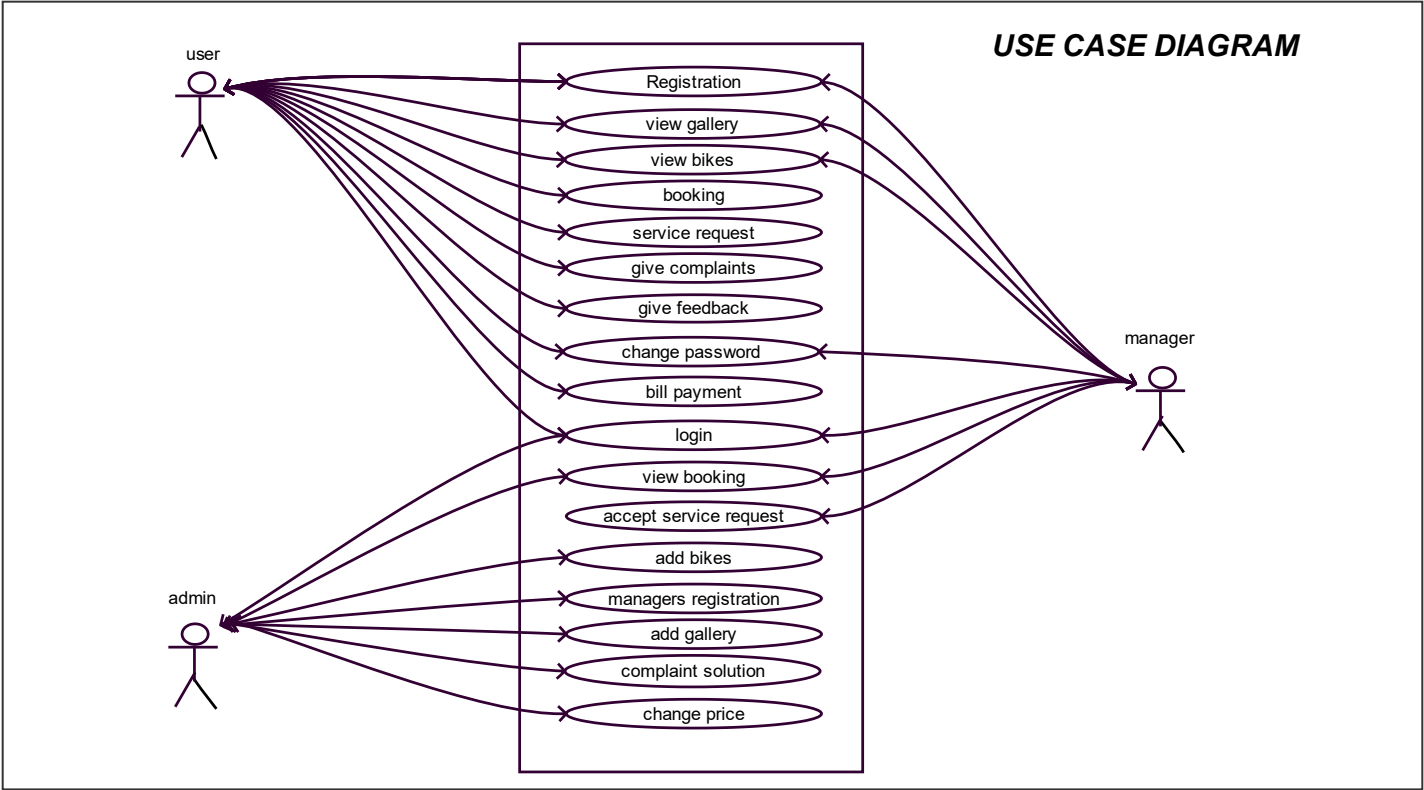 USE CASE DIAGRAM
user
Registration
view gallery
view bikes
booking
service request
give complaints
give feedback
change password
bill payment
login
view booking
accept service request
add bikes
managers registration
add gallery
complaint solution
change price
manager
admin